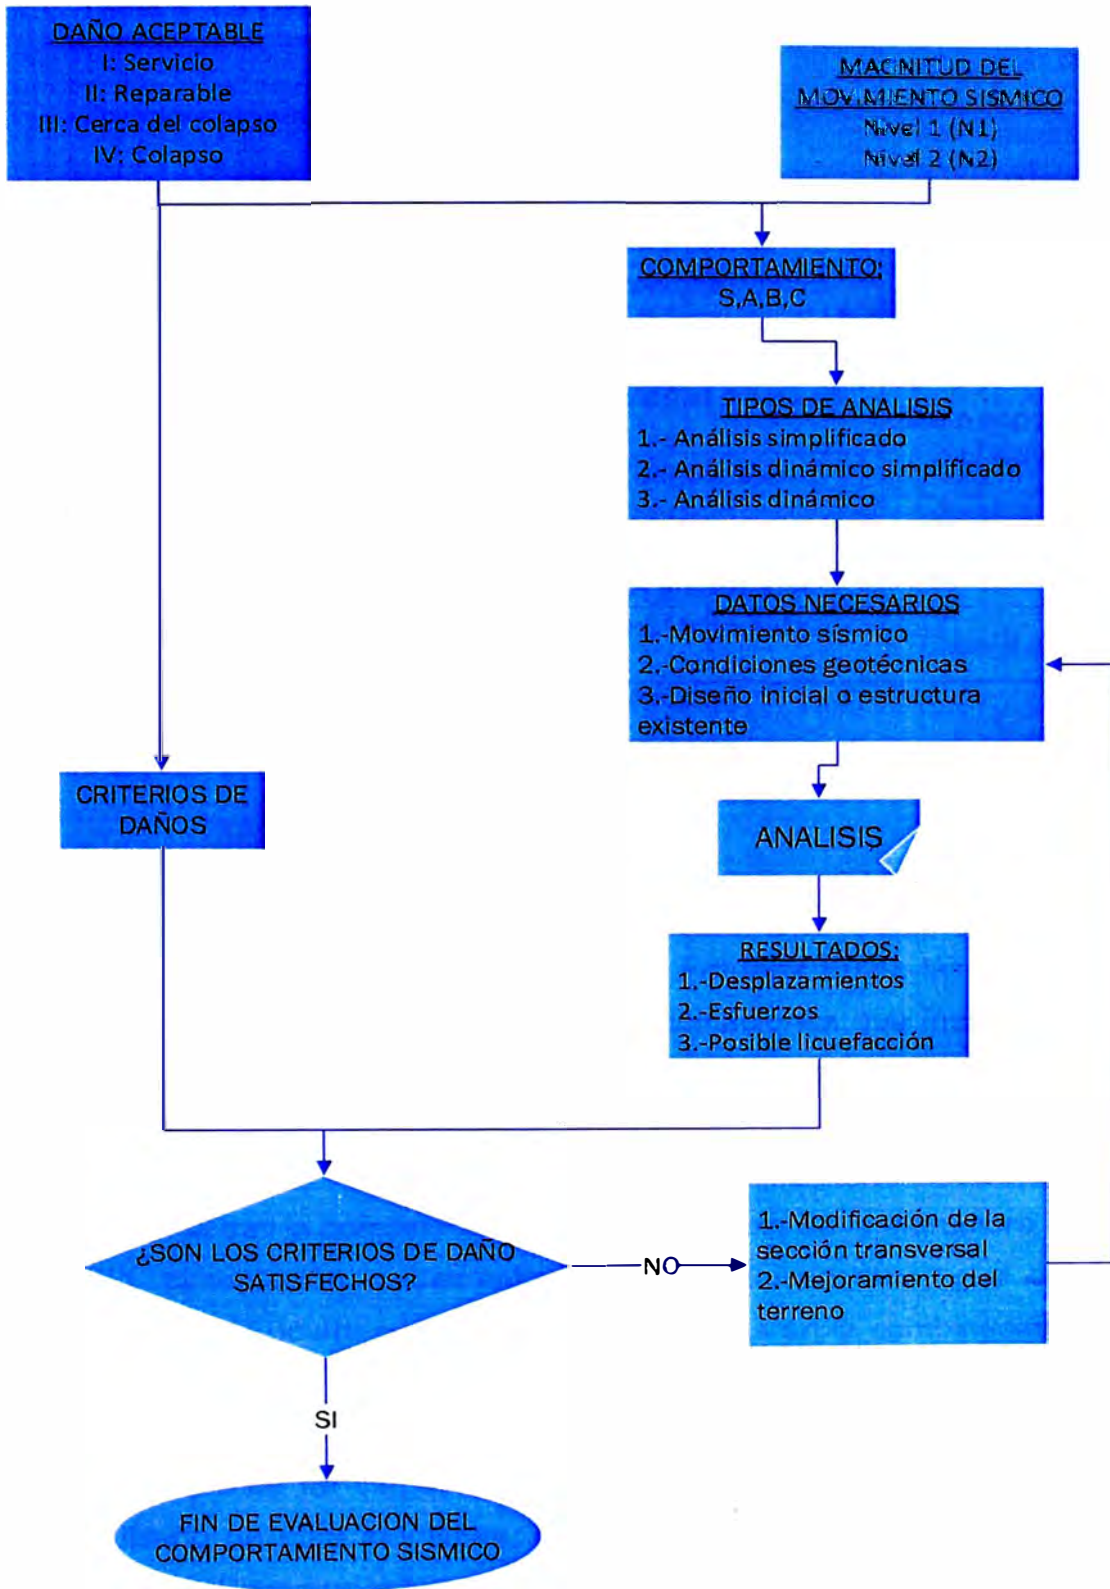 DAÑO ACEPTABLE
I: Servicio
II: Reparable
III: Cerca del colapso
IV: Colapso
MAGNITUD DEL
MOVIMIENTO SISMICO
Nivel 1 (N1)
Nivel 2 (N2)
COMPORTAMIENTO:
S,A,B,C
TIPOS DE ANALISIS
1.- Análisis simplificado
2.- Análisis dinámico simplificado
3.- Análisis dinámico
DATOS NECESARIOS
1.-Movimiento sísmico
2.-Condiciones geotécnicas
3.-Diseño inicial o estructura
existente
CRITERIOS DE
DAÑOS
ANALISIS
RESULTADOS:
1.-Desplazamientos
2.-Esfuerzos
3.-Posible licuefacción
¿SON LOS CRITERIOS DE DAÑO
SATISFECHOS?
NO
1.-Modificación de la
sección transversal
2.-Mejoramiento del
terreno
SI
FIN DE EVALUACION DEL
COMPORTAMIENTO SISMICO